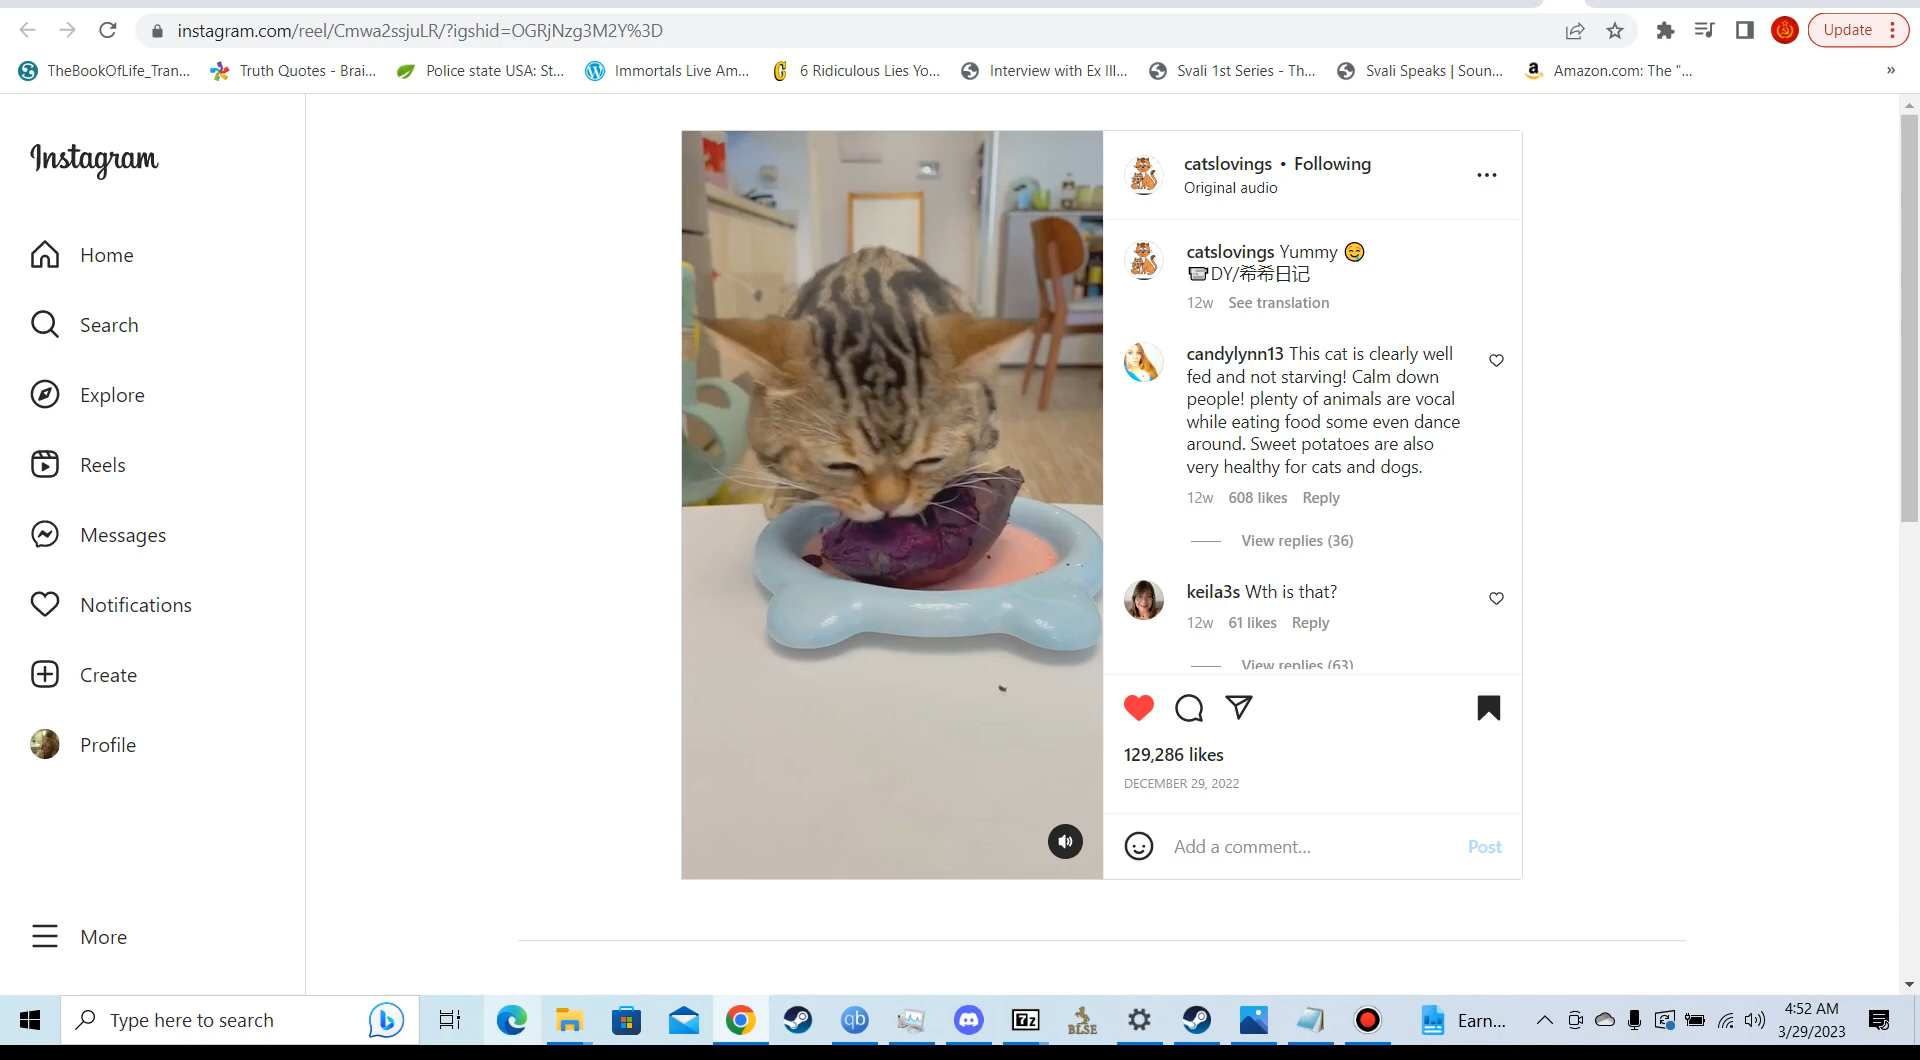 instagram.com/reel/Cmwa2ssjuLR/?igshid=OGRjNzg3M2Y%3D
Update
TheBookOfLife_Tran...
Truth Quotes - Brai...
Police state USA: St...
Immortals Live Am...
6 Ridiculous Lies Yo...
Interview with Ex Ill...
Svali 1st Series - Th...
Svali Speaks | Soun...
Amazon.com: The "...
»
Instagram
Home
Search
Explore
Reels
Messages
Notifications
Create
Profile
More
catslovings • Following
Original audio
catslovings Yummy 🤤
📼DY/希希日记
12w See translation
candylynn13 This cat is clearly well
fed and not starving! Calm down
people! plenty of animals are vocal
while eating food some even dance
around. Sweet potatoes are also
very healthy for cats and dogs.
12w 608 likes Reply
View replies (36)
keila3s Wth is that?
12w 61 likes Reply
View replies (63)
129,286 likes
DECEMBER 29, 2022
Add a comment...
Post
Type here to search
qb
7z
BLSE
Earn...
4:52 AM
3/29/2023